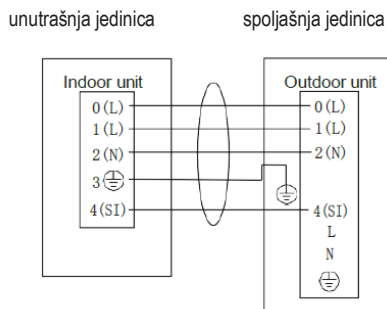 unutrašnja jedinica
spoljašnja jedinica
Indoor unit
0(L)
1(L)
2(N)
3
4(SI)
Outdoor unit
0(L)
1(L)
2(N)
4(SI)
L
N